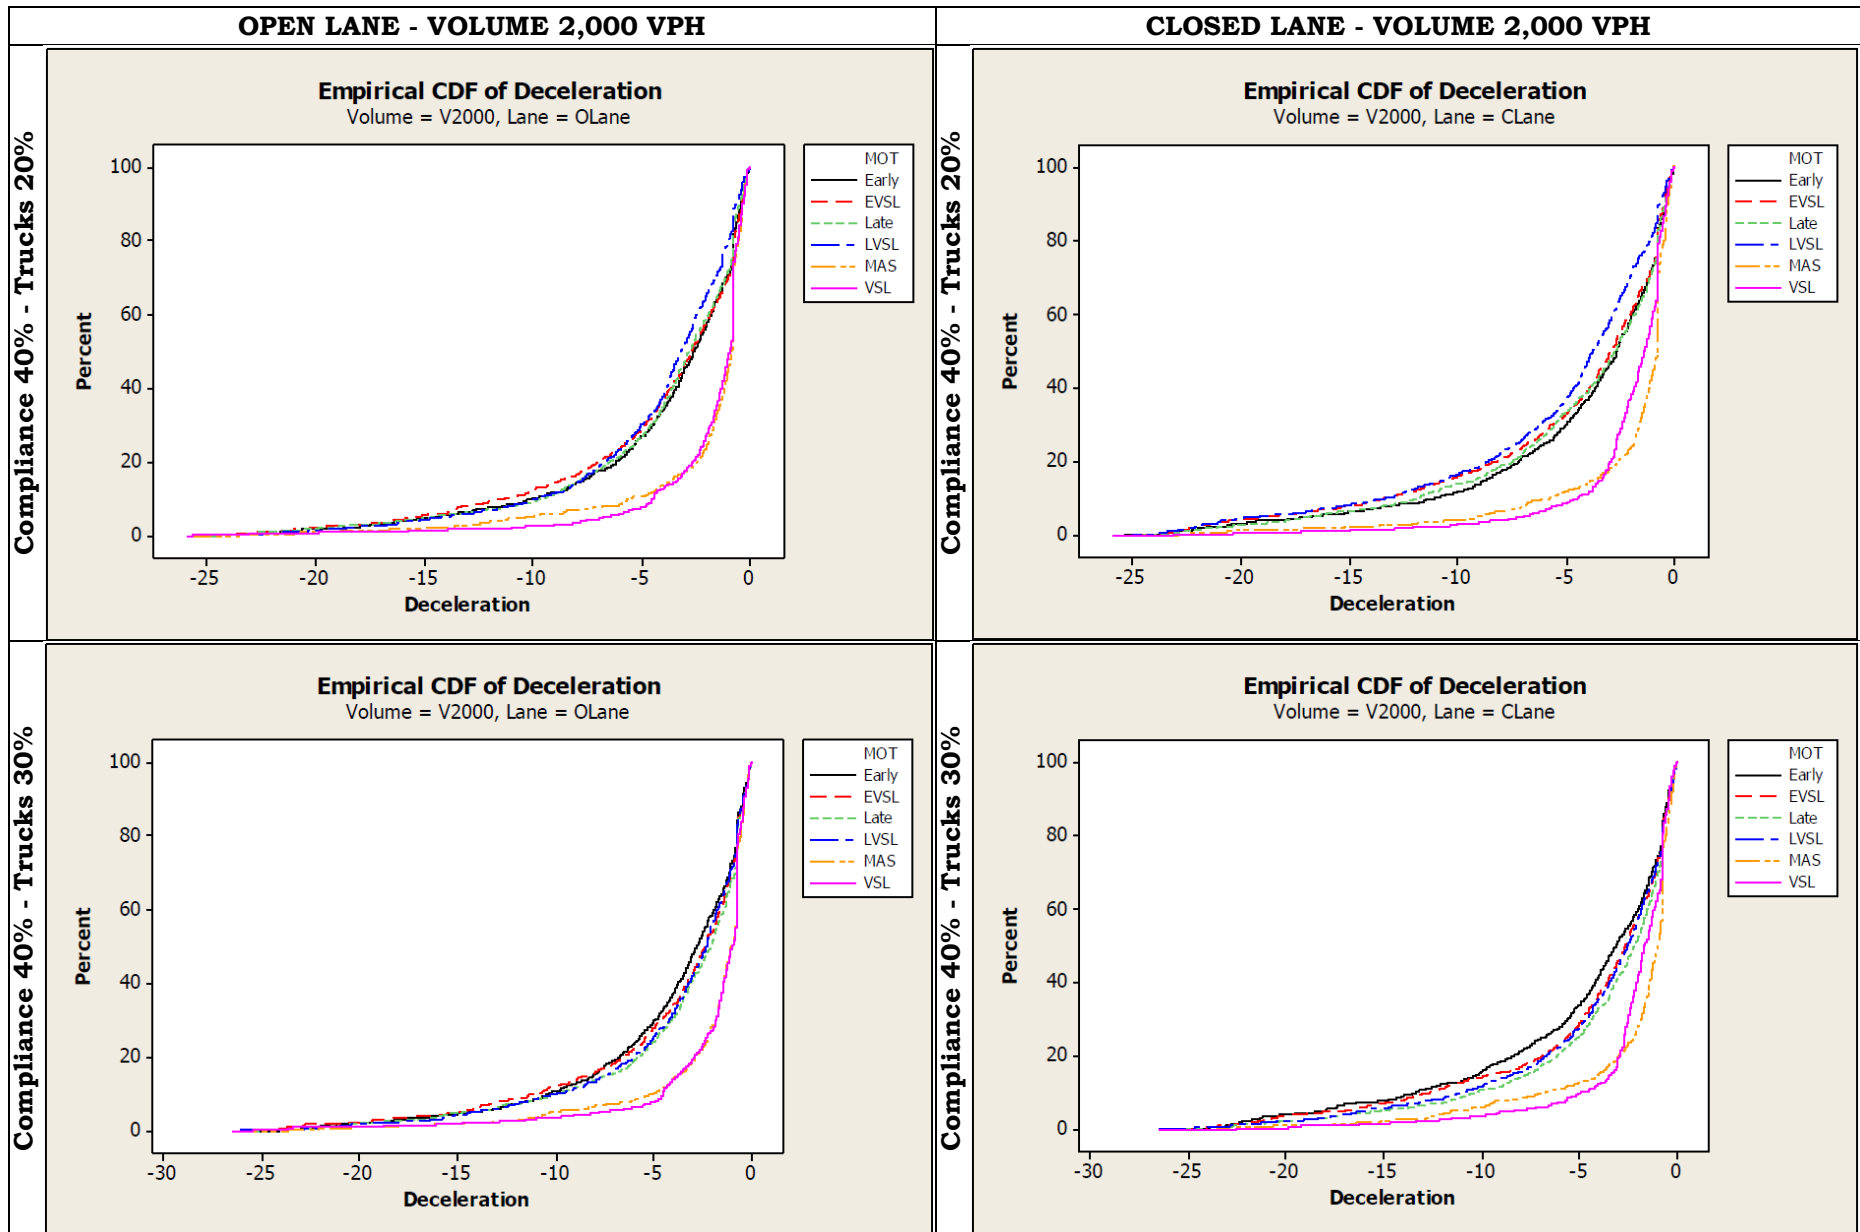 OPEN LANE - VOLUME 2,000 VPH
CLOSED LANE - VOLUME 2,000 VPH
Compliance 40% - Trucks 20%
Empirical CDF of Deceleration
Volume = V2000, Lane = OLane
Percent
100
80
60
40
20
0
-25 -20 -15 -10 -5 0
Deceleration
MOT
Early
EVSL
Late
LVSL
MAS
VSL
Compliance 40% - Trucks 20%
Empirical CDF of Deceleration
Volume = V2000, Lane = CLane
Percent
100
80
60
40
20
0
-25 -20 -15 -10 -5 0
Deceleration
MOT
Early
EVSL
Late
LVSL
MAS
VSL
Compliance 40% - Trucks 30%
Empirical CDF of Deceleration
Volume = V2000, Lane = OLane
Percent
100
80
60
40
20
0
-30 -25 -20 -15 -10 -5 0
Deceleration
MOT
Early
EVSL
Late
LVSL
MAS
VSL
Compliance 40% - Trucks 30%
Empirical CDF of Deceleration
Volume = V2000, Lane = CLane
Percent
100
80
60
40
20
0
-30 -25 -20 -15 -10 -5 0
Deceleration
MOT
Early
EVSL
Late
LVSL
MAS
VSL